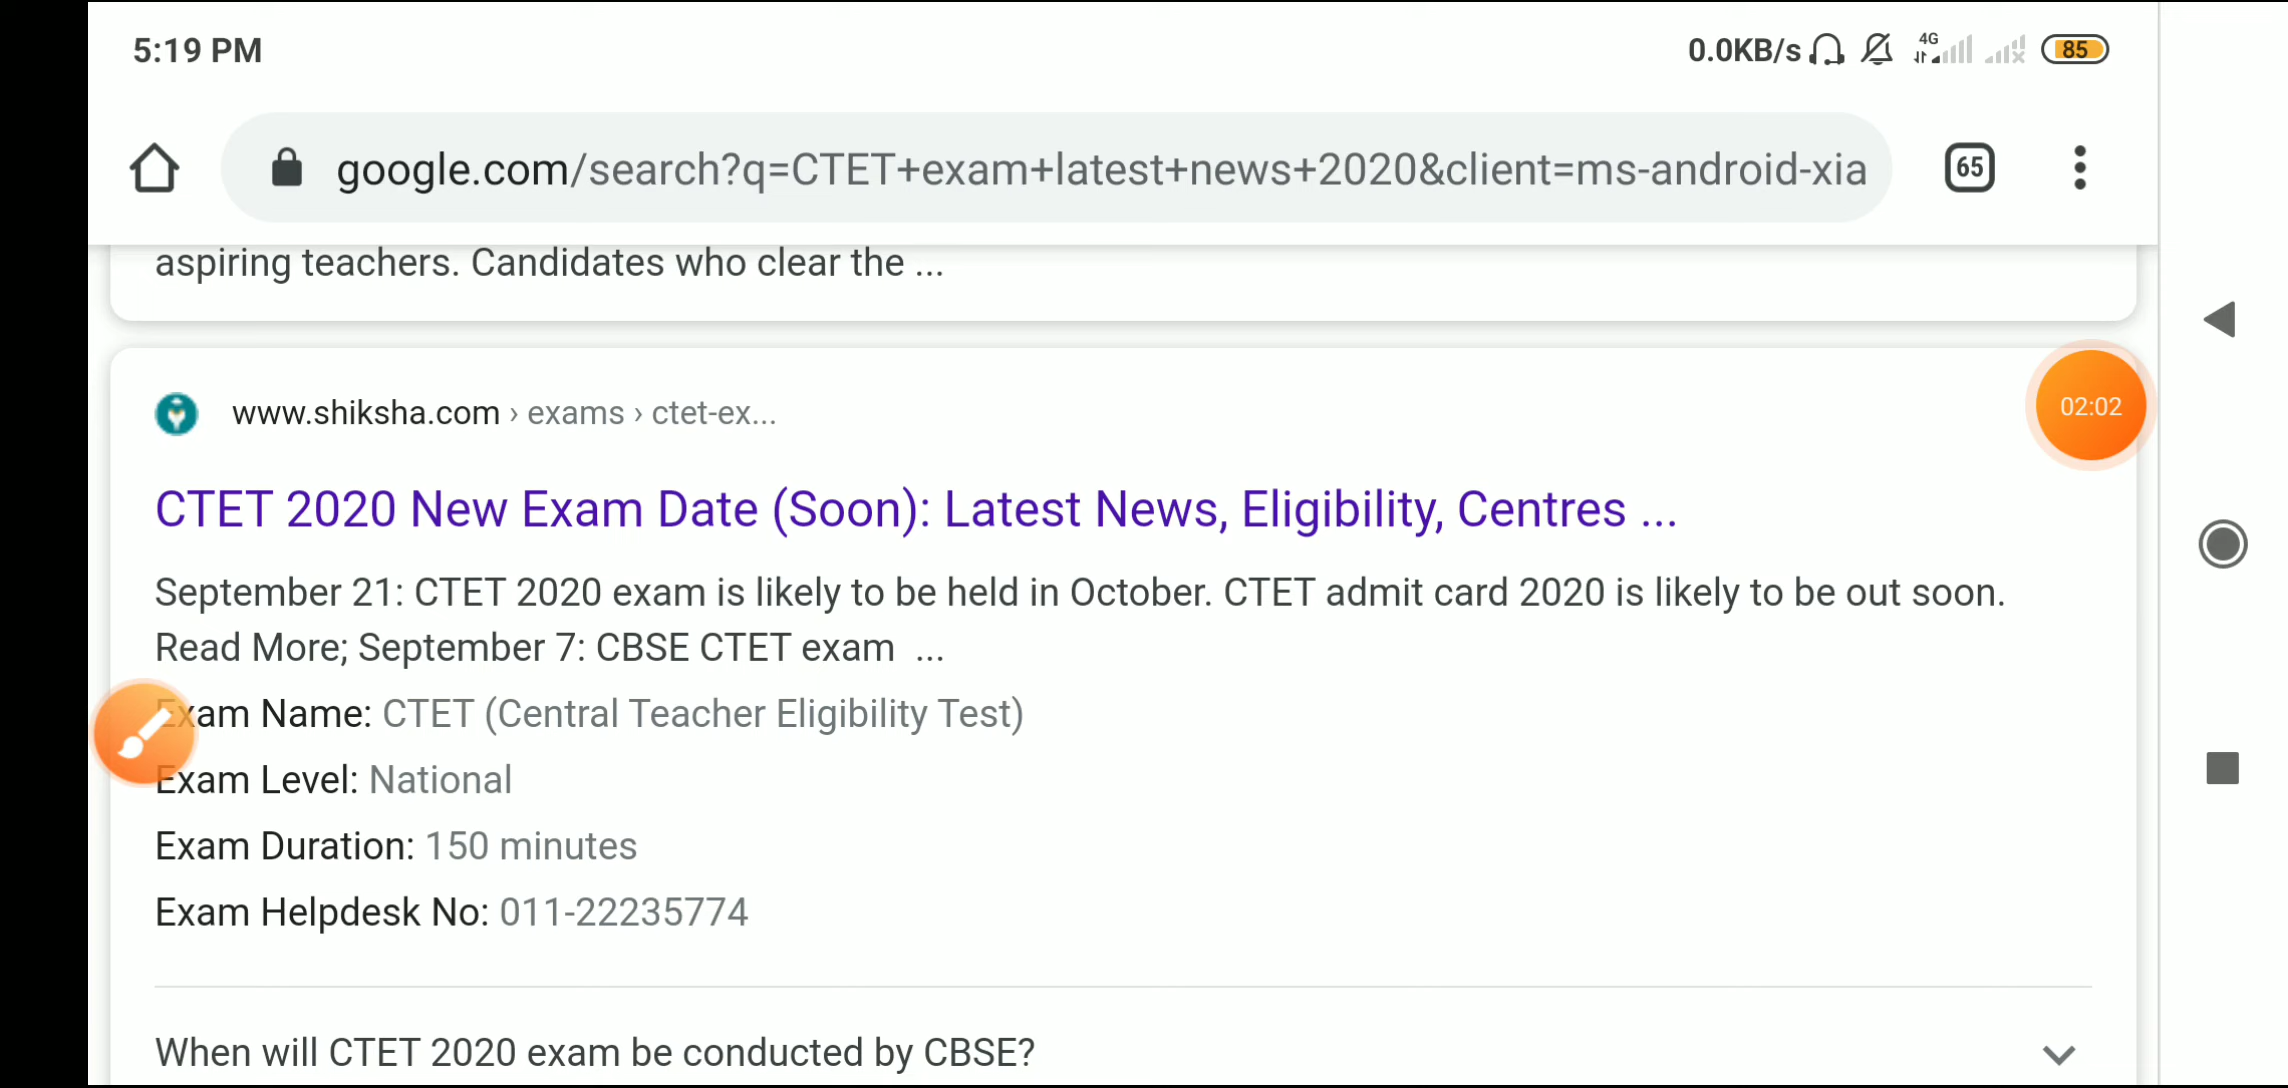 5:19 PM
0.0KB/s 4G 85
google.com/search?q=CTET+exam+latest+news+2020&client=ms-android-xia
65
aspiring teachers. Candidates who clear the ...
www.shiksha.com › exams › ctet-ex...
02:02
CTET 2020 New Exam Date (Soon): Latest News, Eligibility, Centres ...
September 21: CTET 2020 exam is likely to be held in October. CTET admit card 2020 is likely to be out soon.
Read More; September 7: CBSE CTET exam ...
Exam Name: CTET (Central Teacher Eligibility Test)
Exam Level: National
Exam Duration: 150 minutes
Exam Helpdesk No: 011-22235774
When will CTET 2020 exam be conducted by CBSE?